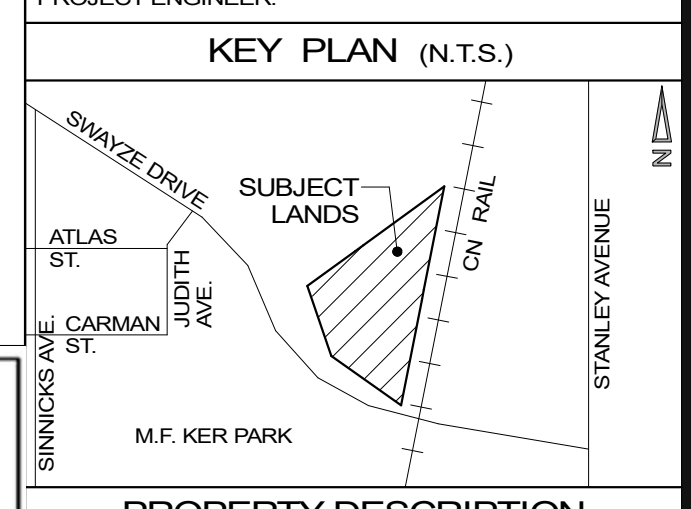 PROJECT ENGINEER.
KEY PLAN (N.T.S.)
SWAYZE DRIVE
SUBJECT
LANDS
CN RAIL
N
STANLEY AVENUE
ATLAS
ST.
JUDITH
AVE.
CARMAN
ST.
SINNICKS AVE.
M.F. KER PARK
PROPERTY DESCRIPTION